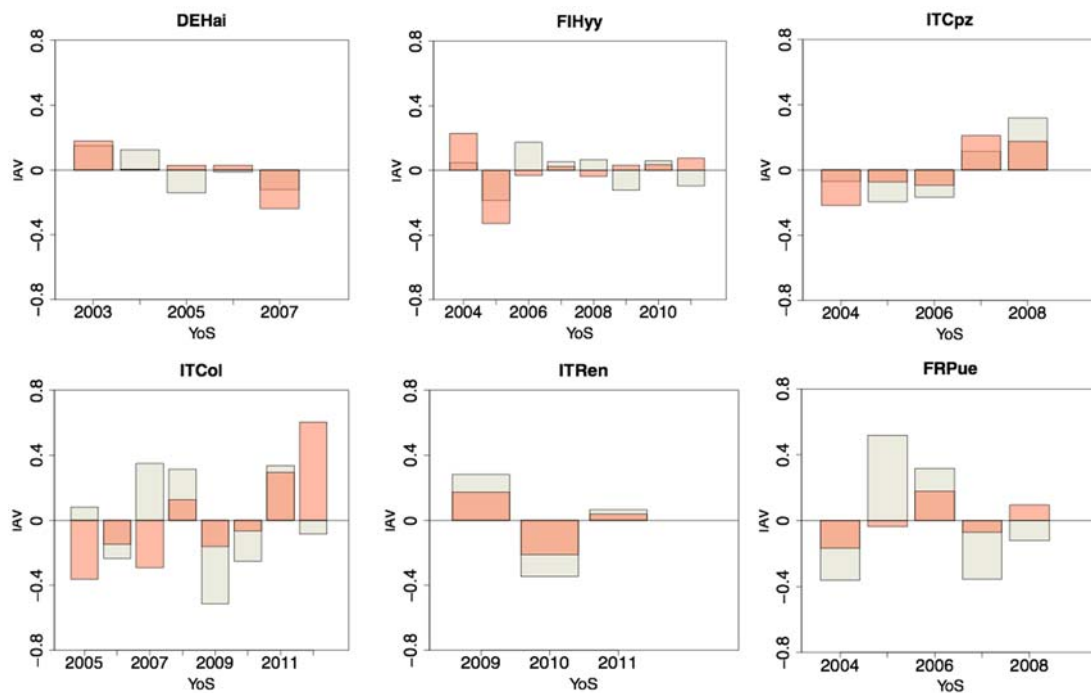 DEHai
FIHyy
ITCpz
0.8
0.4
0
−0.4
−0.8
IAV
2003
2005
2007
YoS
0.8
0.4
0
−0.4
−0.8
IAV
2004
2006
2008
2010
YoS
0.8
0.4
0
−0.4
−0.8
IAV
2004
2006
2008
YoS
ITCol
ITRen
FRPue
0.8
0.4
0
−0.4
−0.8
IAV
2005
2007
2009
2011
YoS
0.8
0.4
0
−0.4
−0.8
IAV
2009
2010
2011
YoS
0.8
0.4
0
−0.4
−0.8
IAV
2004
2006
2008
YoS